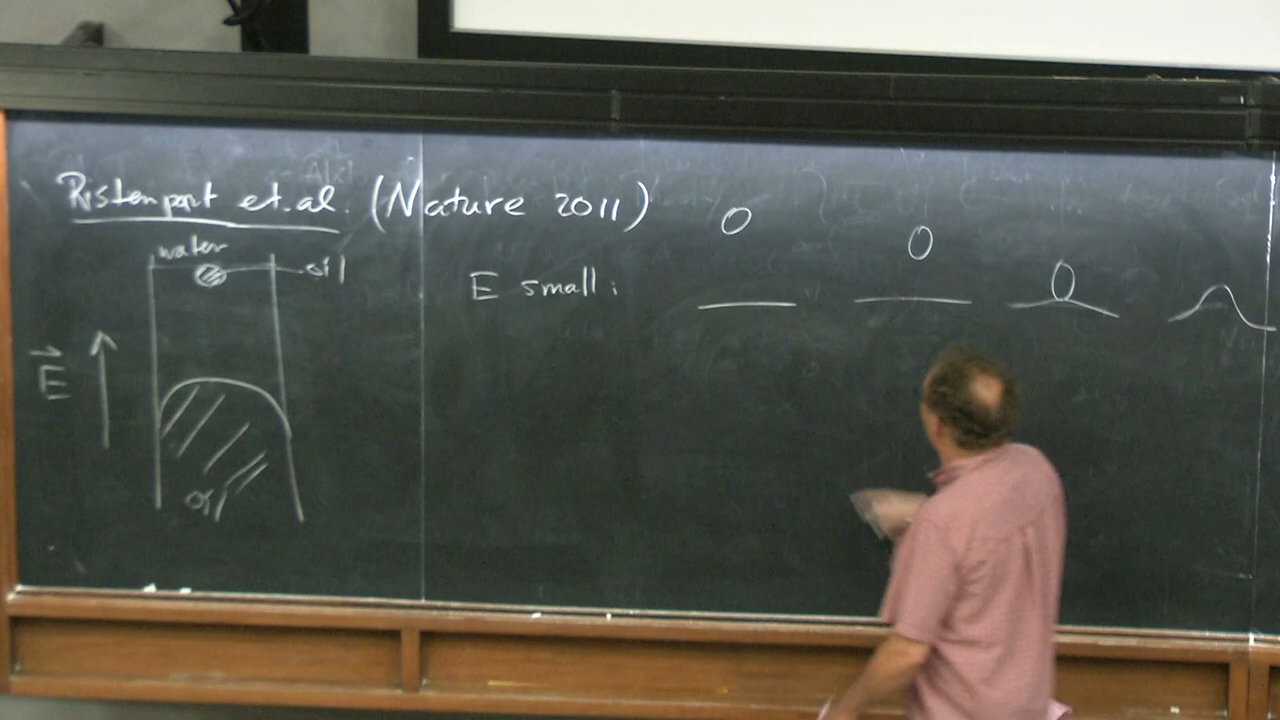 Ristenpart et.al. (Nature 2011)
water
oil
E small:
E
oil